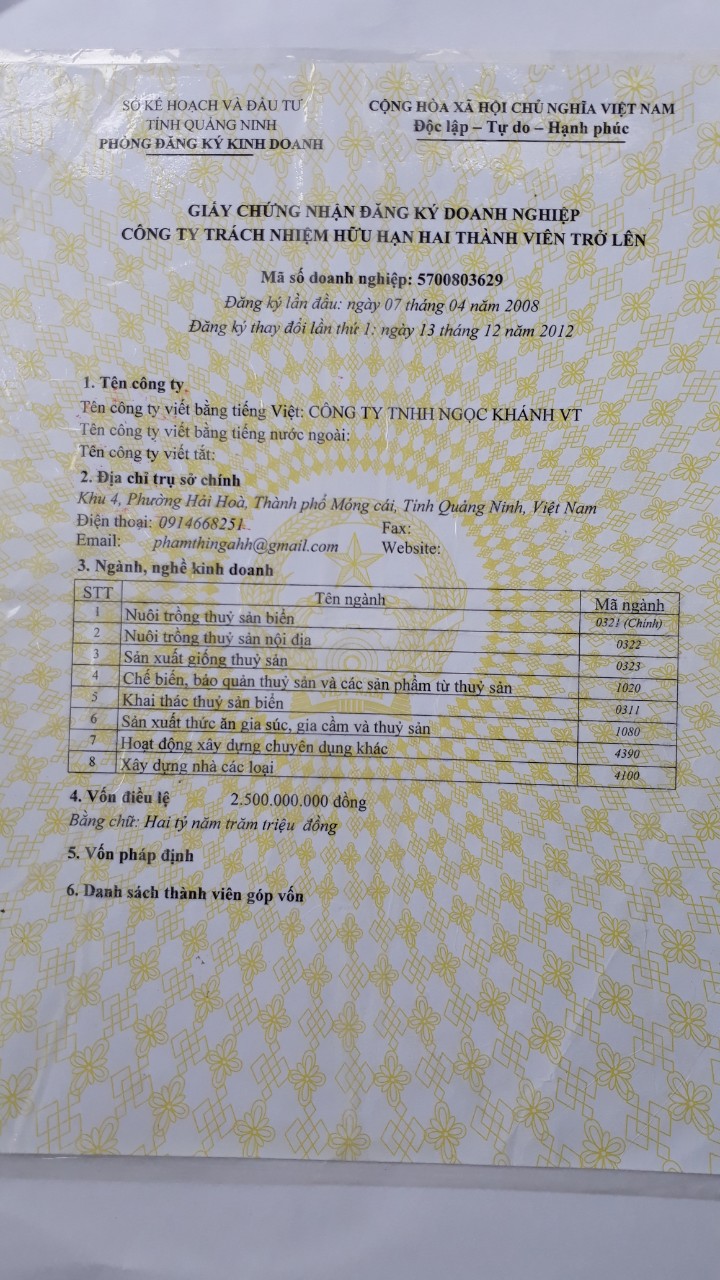 SỞ KẾ HOẠCH VÀ ĐẦU TƯ
TỈNH QUẢNG NINH
PHÒNG ĐĂNG KÝ KINH DOANH
CỘNG HÒA XÃ HỘI CHỦ NGHĨA VIỆT NAM
Độc lập – Tự do – Hạnh phúc
GIẤY CHỨNG NHẬN ĐĂNG KÝ DOANH NGHIỆP
CÔNG TY TRÁCH NHIỆM HỮU HẠN HAI THÀNH VIÊN TRỞ LÊN
Mã số doanh nghiệp: 5700803629
Đăng ký lần đầu: ngày 07 tháng 04 năm 2008
Đăng ký thay đổi lần thứ 1: ngày 13 tháng 12 năm 2012
1. Tên công ty
Tên công ty viết bằng tiếng Việt: CÔNG TY TNHH NGỌC KHÁNH VT
Tên công ty viết bằng tiếng nước ngoài:
Tên công ty viết tắt:
2. Địa chỉ trụ sở chính
Khu 4, Phường Hải Hoà, Thành phố Móng cái, Tỉnh Quảng Ninh, Việt Nam
Điện thoại: 0914668251 Fax:
Email: phamthingahh@gmail.com Website:
3. Ngành, nghề kinh doanh
STT Tên ngành Mã ngành
1 Nuôi trồng thuỷ sản biển 0321 (Chính)
2 Nuôi trồng thuỷ sản nội địa 0322
3 Sản xuất giống thuỷ sản 0323
4 Chế biến, bảo quản thuỷ sản và các sản phẩm từ thuỷ sản 1020
5 Khai thác thuỷ sản biển 0311
6 Sản xuất thức ăn gia súc, gia cầm và thuỷ sản 1080
7 Hoạt động xây dựng chuyên dụng khác 4390
8 Xây dựng nhà các loại 4100
4. Vốn điều lệ 2.500.000.000 đồng
Bằng chữ: Hai tỷ năm trăm triệu đồng
5. Vốn pháp định
6. Danh sách thành viên góp vốn